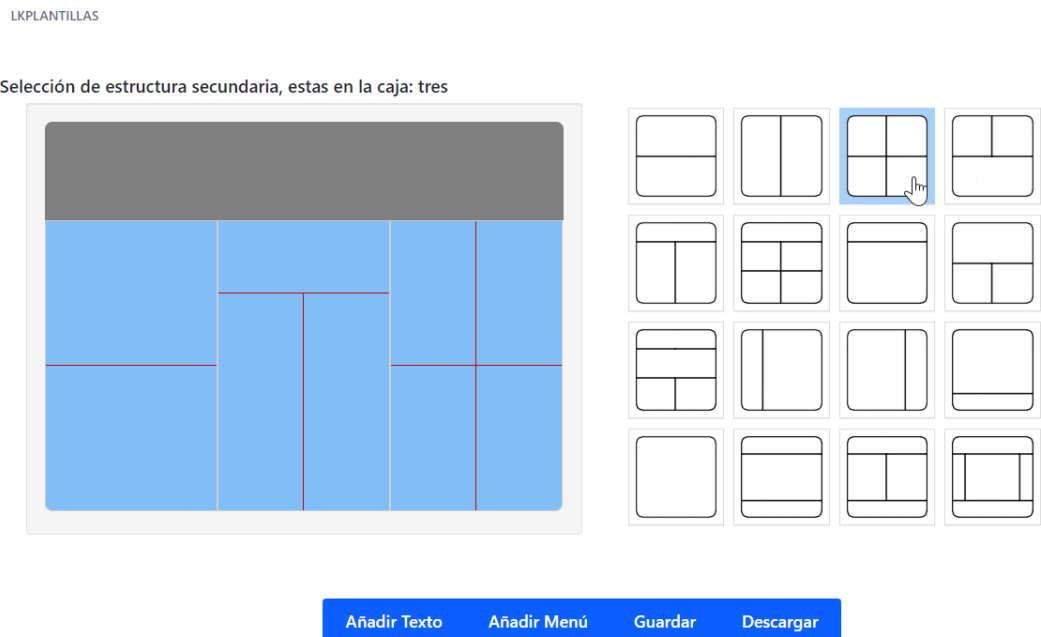 LKPLANTILLAS
Selección de estructura secundaria, estas en la caja: tres
Añadir Texto Añadir Menú Guardar Descargar